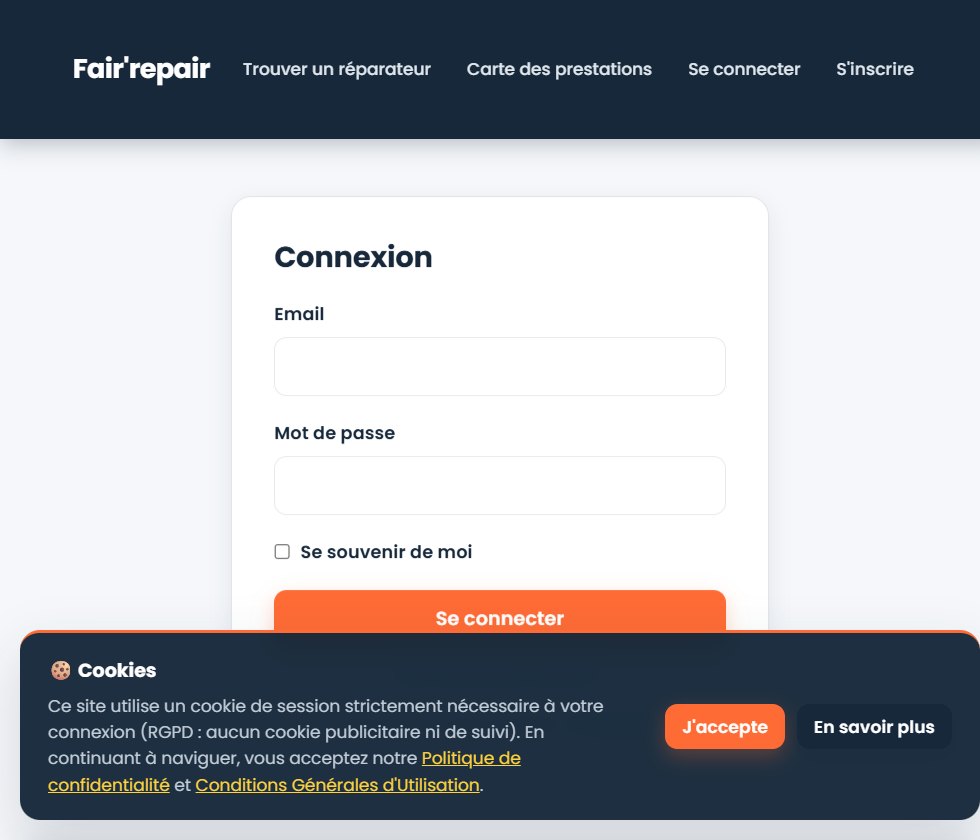 Fair'repair
Trouver un réparateur
Carte des prestations
Se connecter
S'inscrire
Connexion
Email
Mot de passe
Se souvenir de moi
Se connecter
🍪 Cookies
Ce site utilise un cookie de session strictement nécessaire à votre
connexion (RGPD : aucun cookie publicitaire ni de suivi). En
continuant à naviguer, vous acceptez notre Politique de
confidentialité et Conditions Générales d'Utilisation.
J'accepte
En savoir plus